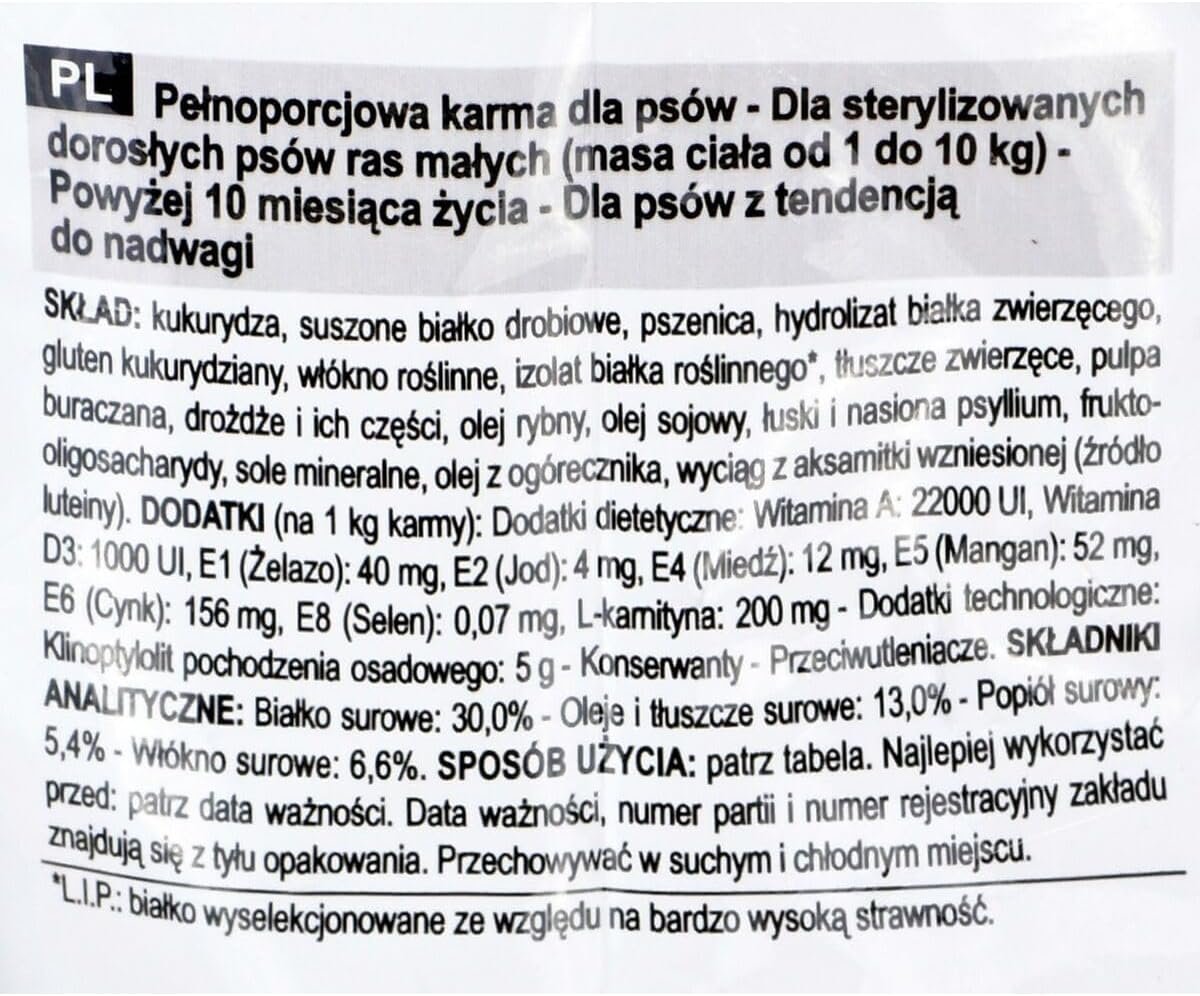 PL
Pełnoporcjowa karma dla psów - Dla sterylizowanych
dorosłych psów ras małych (masa ciała od 1 do 10 kg) -
Powyżej 10 miesiąca życia - Dla psów z tendencją
do nadwagi
SKŁAD: kukurydza, suszone białko drobiowe, pszenica, hydrolizat białka zwierzęcego,
gluten kukurydziany, włókno roślinne, izolat białka roślinnego*, tłuszcze zwierzęce, pulpa
buraczana, drożdże i ich części, olej rybny, olej sojowy, łuski i nasiona psyllium, frukto-
oligosacharydy, sole mineralne, olej z ogórecznika, wyciąg z aksamitki wzniesionej (źródło
luteiny). DODATKI (na 1 kg karmy): Dodatki dietetyczne: Witamina A: 22000 UI, Witamina
D3: 1000 UI, E1 (Żelazo): 40 mg, E2 (Jod): 4 mg, E4 (Miedź): 12 mg, E5 (Mangan): 52 mg,
E6 (Cynk): 156 mg, E8 (Selen): 0,07 mg, L-karnityna: 200 mg - Dodatki technologiczne:
Klinoptylolit pochodzenia osadowego: 5 g - Konserwanty - Przeciwutleniacze. SKŁADNIKI
ANALITYCZNE: Białko surowe: 30,0% - Oleje i tłuszcze surowe: 13,0% - Popiół surowy:
5,4% - Włókno surowe: 6,6%. SPOSÓB UŻYCIA: patrz tabela. Najlepiej wykorzystać
przed: patrz data ważności. Data ważności, numer partii i numer rejestracyjny zakładu
znajdują się z tyłu opakowania. Przechowywać w suchym i chłodnym miejscu.
*L.I.P.: białko wyselekcjonowane ze względu na bardzo wysoką strawność.